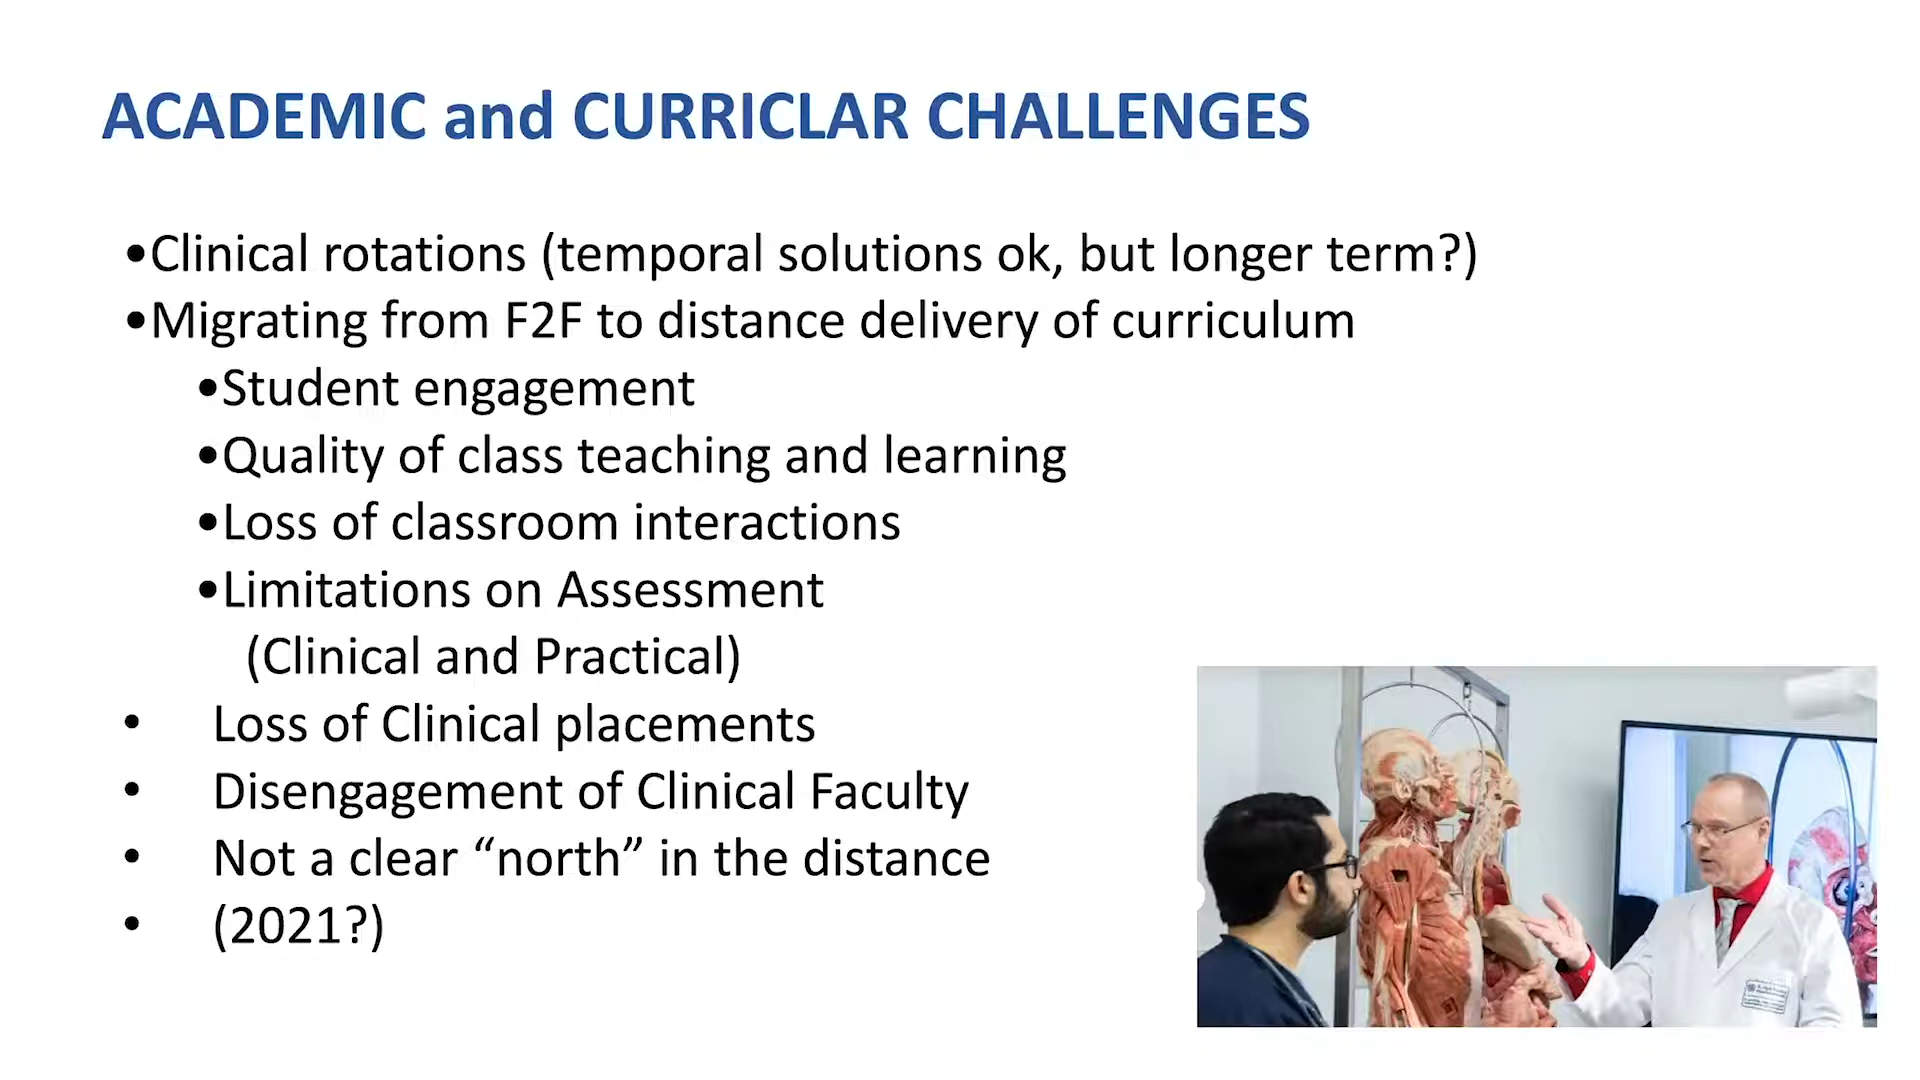 ACADEMIC and CURRICLAR CHALLENGES
•Clinical rotations (temporal solutions ok, but longer term?)
•Migrating from F2F to distance delivery of curriculum
•Student engagement
•Quality of class teaching and learning
•Loss of classroom interactions
•Limitations on Assessment
(Clinical and Practical)
• Loss of Clinical placements
• Disengagement of Clinical Faculty
• Not a clear “north” in the distance
• (2021?)